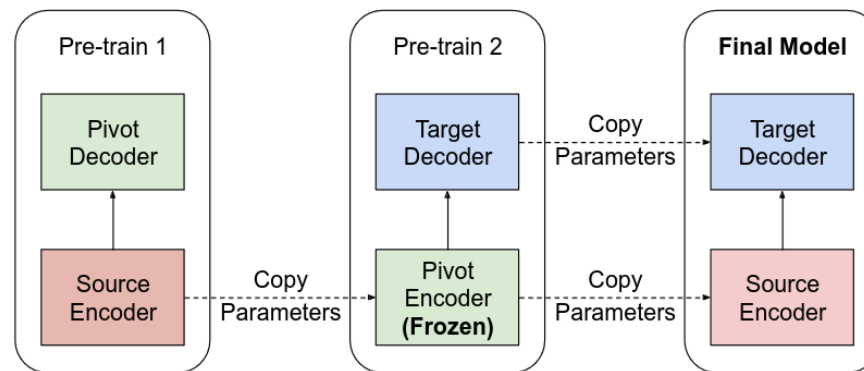 Pre-train 1
Pivot
Decoder
Source
Encoder
Copy
Parameters
Pre-train 2
Target
Decoder
Pivot
Encoder
(Frozen)
Copy
Parameters
Copy
Parameters
Final Model
Target
Decoder
Source
Encoder